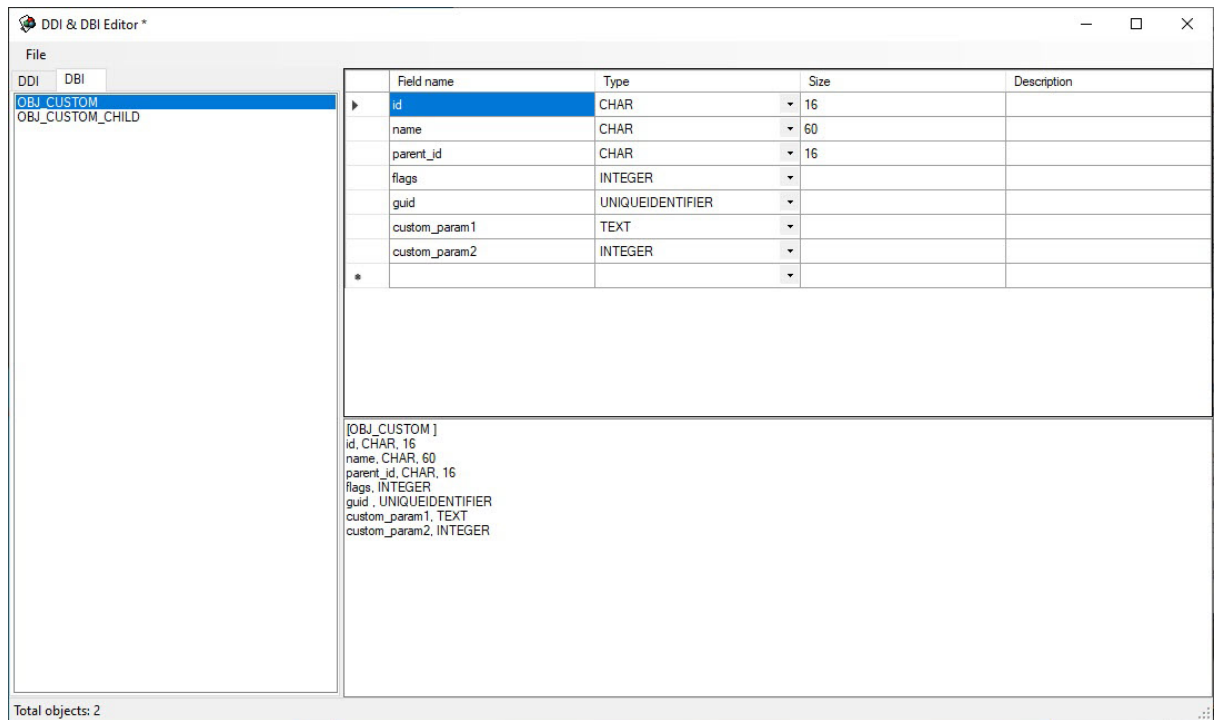 DDI & DBI Editor *
File
DDI DBI
OBJ_CUSTOM
OBJ_CUSTOM_CHILD
Field name Type Size Description
id CHAR 16
name CHAR 60
parent_id CHAR 16
flags INTEGER
guid UNIQUEIDENTIFIER
custom_param1 TEXT
custom_param2 INTEGER
[OBJ_CUSTOM ]
id, CHAR, 16
name, CHAR, 60
parent_id, CHAR, 16
flags, INTEGER
guid , UNIQUEIDENTIFIER
custom_param1, TEXT
custom_param2, INTEGER
Total objects: 2